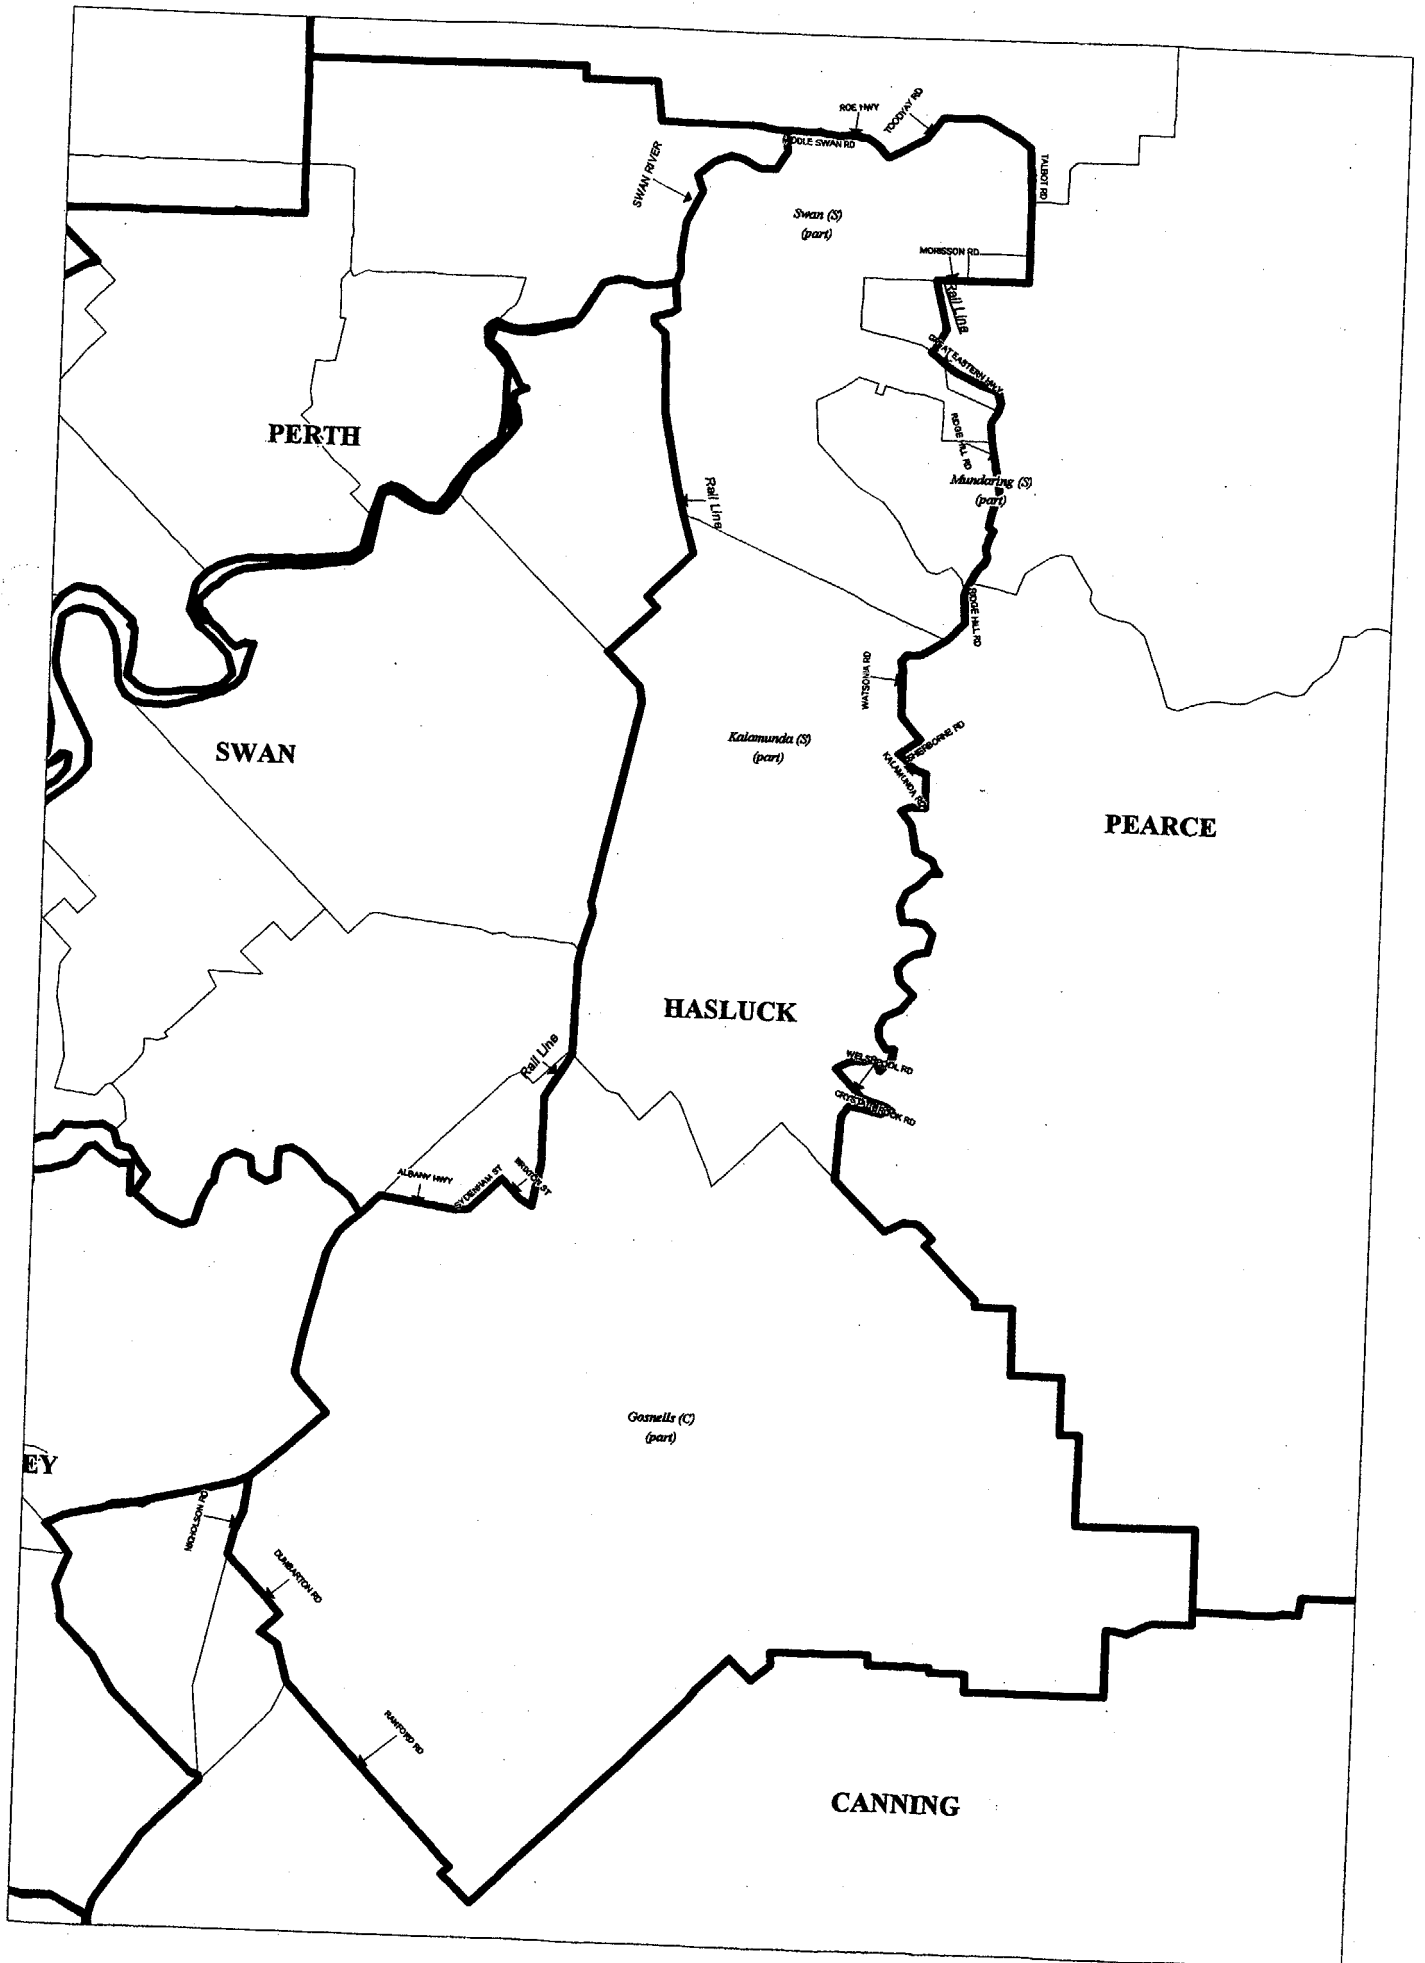 ROE HWY
TOODYAY RD
MIDDLE SWAN RD
SWAN RIVER
TALBOT RD
Swan (S)
(part)
MORISSON RD
Rail Line
GREAT EASTERN HWY
PERTH
RIDGE HILL RD
Mundaring (S)
(part)
Rail Line
RIDGE HILL RD
WATSONIA RD
SWAN
Kalamunda (S)
(part)
SHERBORNE RD
KALAMUNDA RD
PEARCE
HASLUCK
Rail Line
WELSHPOOL RD
CRYSTALBROOK RD
ALBANY HWY
SYDENHAM ST
BRIXTON ST
Gosnells (C)
(part)
EY
NICHOLSON RD
DUMBARTON RD
RANFORD RD
CANNING